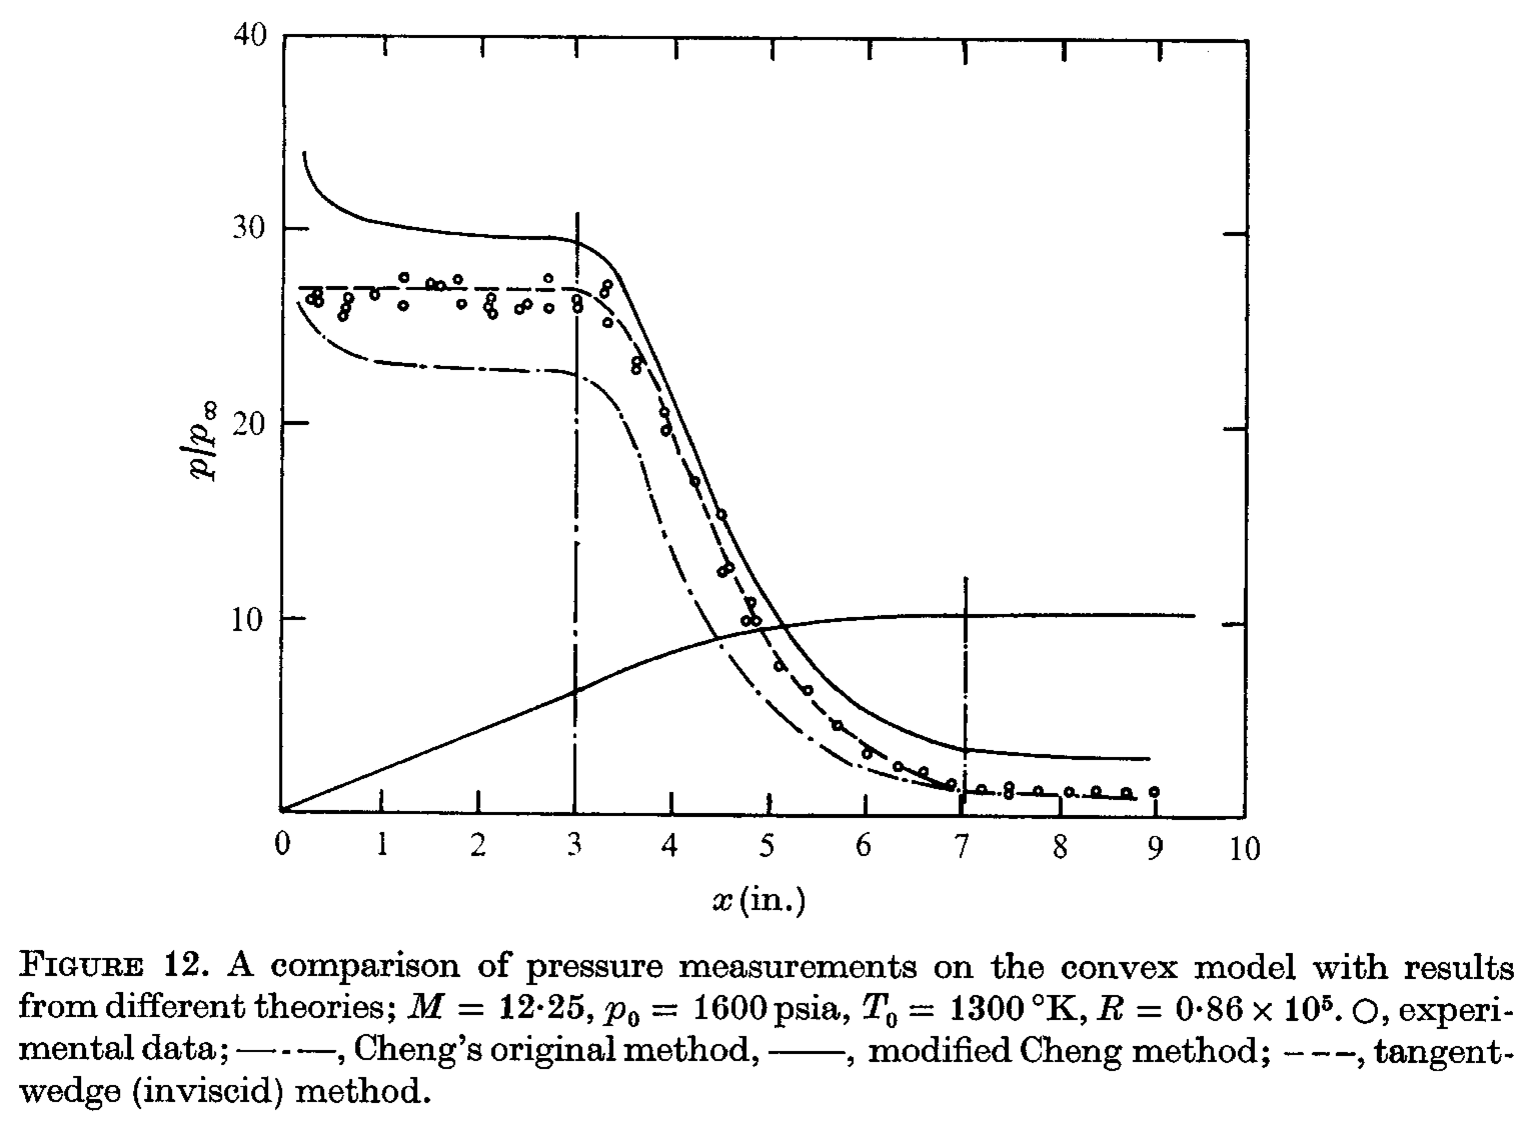 40
30
20
10
p/p∞
0 1 2 3 4 5 6 7 8 9 10
x (in.)
FIGURE 12. A comparison of pressure measurements on the convex model with results
from different theories; M = 12·25, p₀ = 1600 psia, T₀ = 1300 °K, R = 0·86 × 10⁵. ○, experi-
mental data; —--—, Cheng's original method, ——, modified Cheng method; ---, tangent-
wedge (inviscid) method.